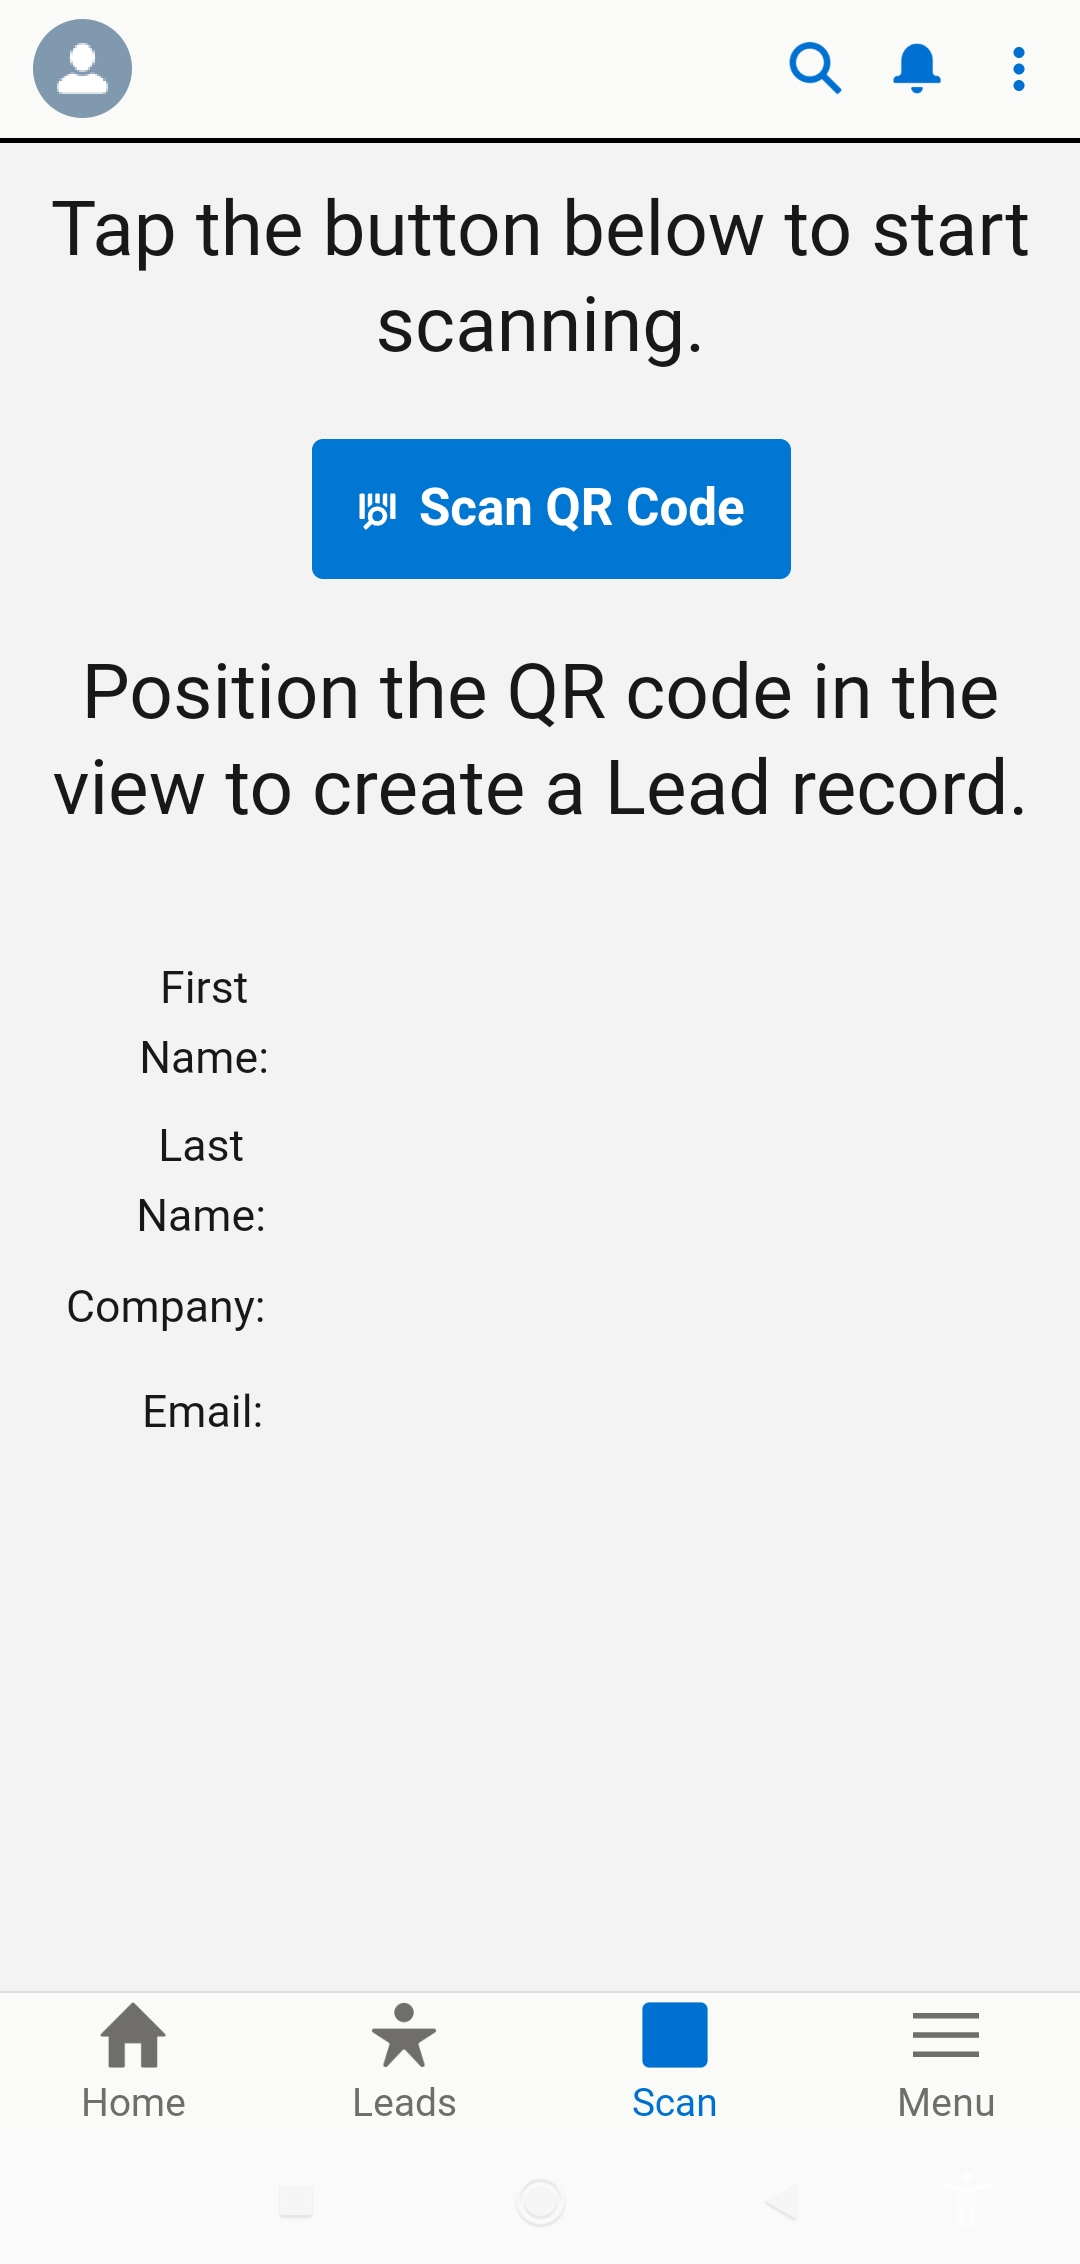 Tap the button below to start
scanning.
Scan QR Code
Position the QR code in the
view to create a Lead record.
First
Name:
Last
Name:
Company:
Email:
Home
Leads
Scan
Menu